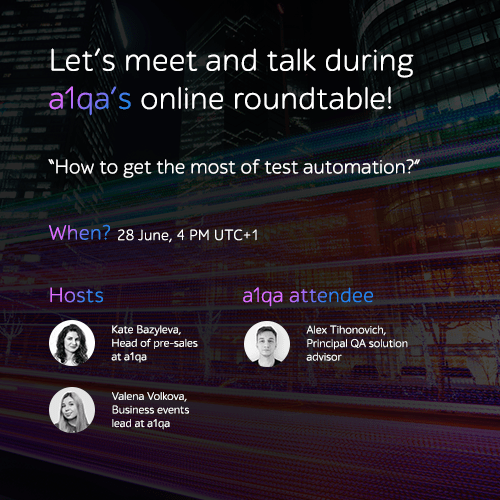 Let's meet and talk during
a1qa's online roundtable!
"How to get the most of test automation?"
When? 28 June, 4 PM UTC+1
Hosts
Kate Bazyleva,
Head of pre-sales
at a1qa
Valena Volkova,
Business events
lead at a1qa
a1qa attendee
Alex Tihonovich,
Principal QA solution
advisor